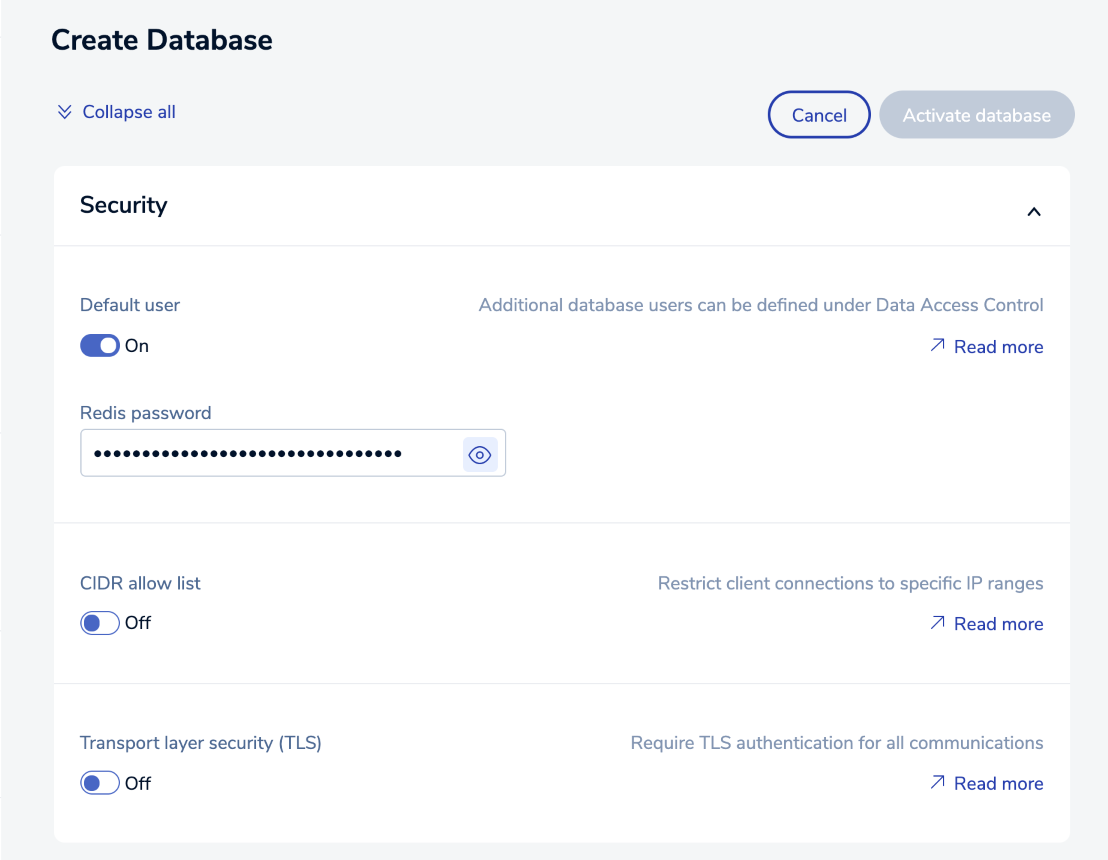 Create Database
Collapse all
Cancel
Activate database
Security
Default user
Additional database users can be defined under Data Access Control
On
Read more
Redis password
••••••••••••••••••••••••••••••••
CIDR allow list
Restrict client connections to specific IP ranges
Off
Read more
Transport layer security (TLS)
Require TLS authentication for all communications
Off
Read more